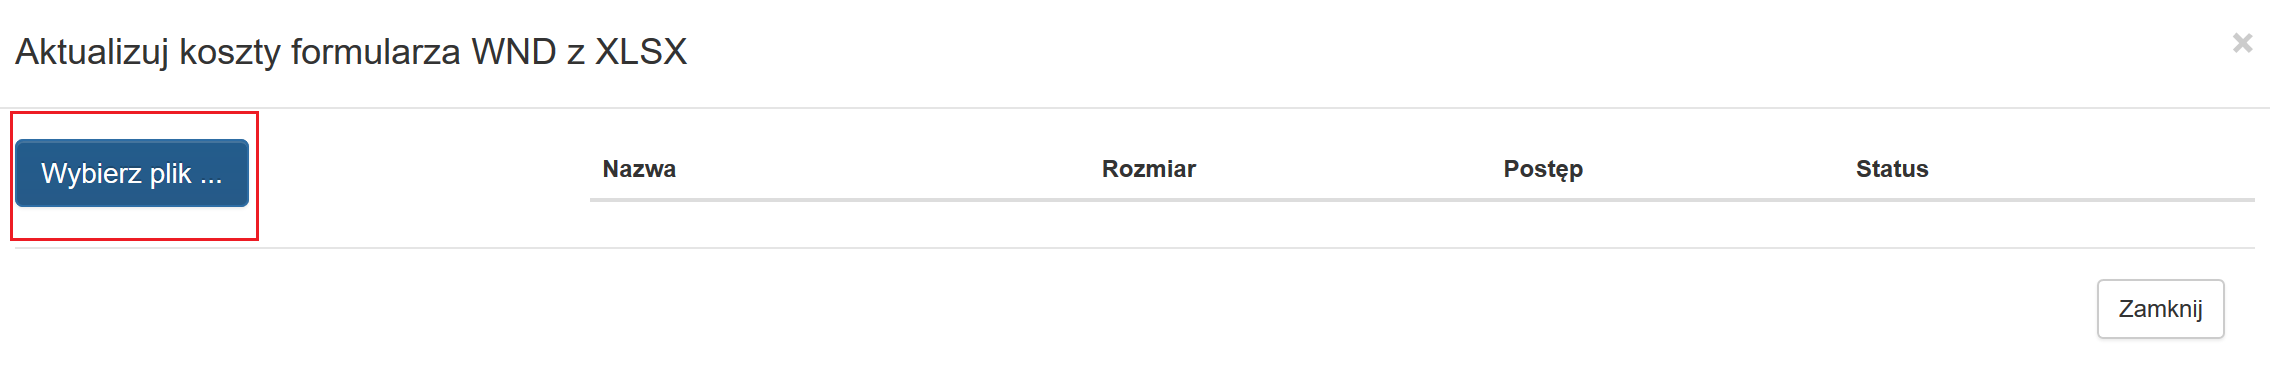 Aktualizuj koszty formularza WND z XLSX
×
Wybierz plik ...
Nazwa Rozmiar Postęp Status
Zamknij